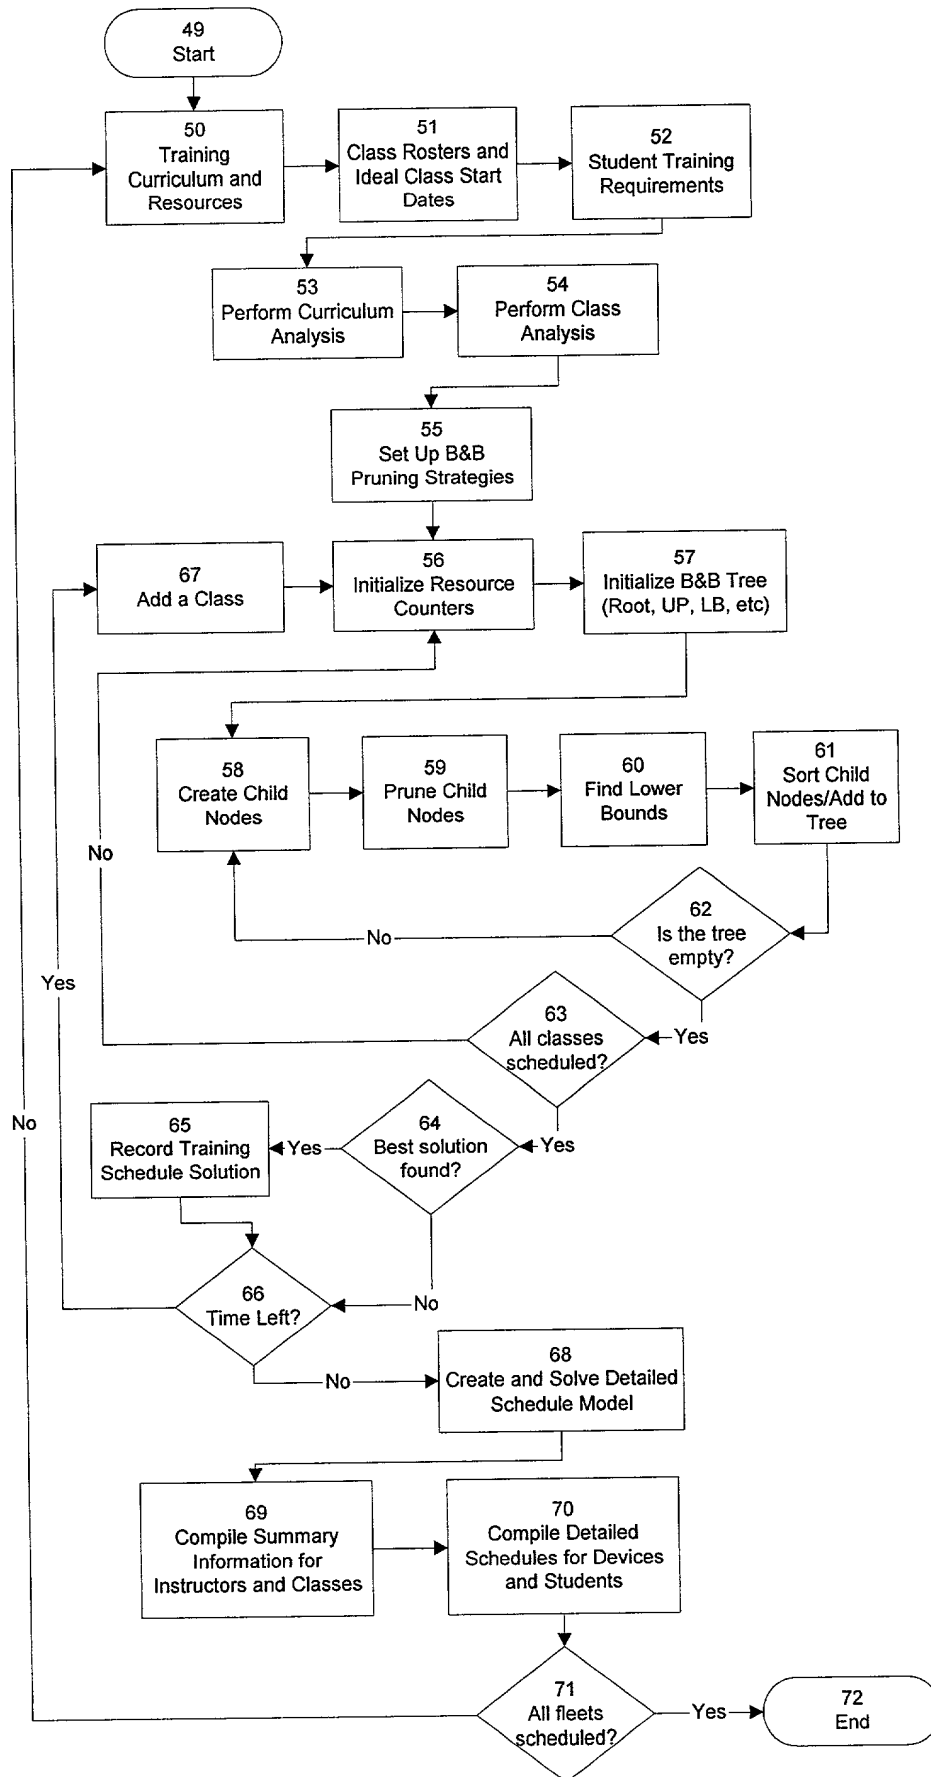 49
Start
50
Training
Curriculum and
Resources
51
Class Rosters and
Ideal Class Start
Dates
52
Student Training
Requirements
53
Perform Curriculum
Analysis
54
Perform Class
Analysis
55
Set Up B&B
Pruning Strategies
67
Add a Class
56
Initialize Resource
Counters
57
Initialize B&B Tree
(Root, UP, LB, etc)
58
Create Child
Nodes
59
Prune Child
Nodes
60
Find Lower
Bounds
61
Sort Child
Nodes/Add to
Tree
No
62
Is the tree
empty?
No
Yes
63
All classes
scheduled?
Yes
64
Best solution
found?
Yes
Yes
65
Record Training
Schedule Solution
No
66
Time Left?
No
No
68
Create and Solve Detailed
Schedule Model
69
Compile Summary
Information for
Instructors and Classes
70
Compile Detailed
Schedules for Devices
and Students
71
All fleets
scheduled?
Yes
72
End